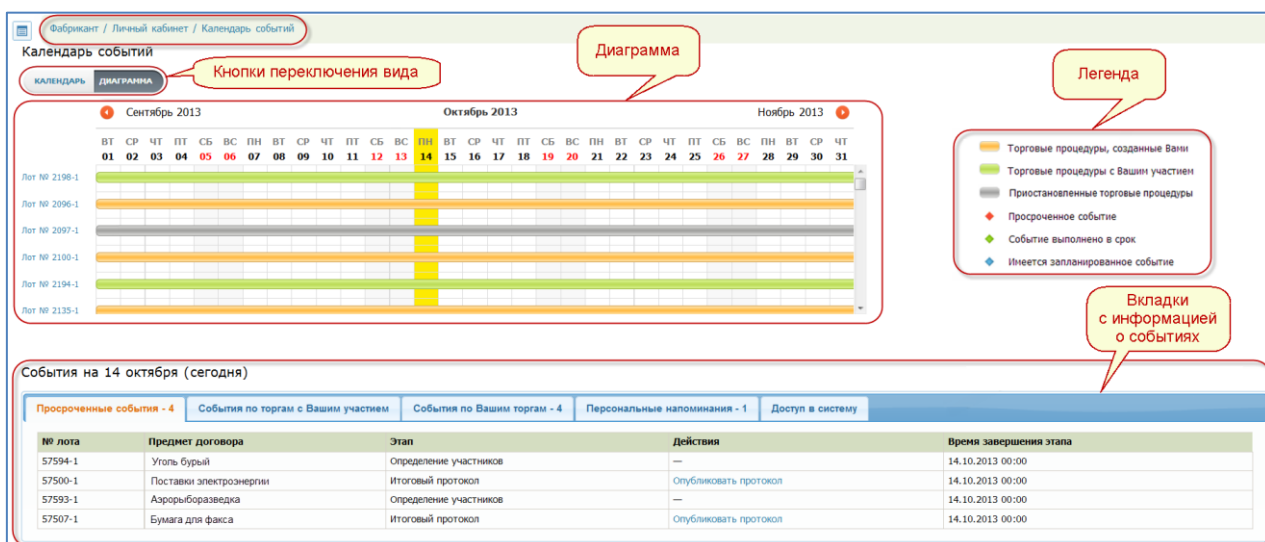 Фабрикант / Личный кабинет / Календарь событий
Календарь событий
КАЛЕНДАРЬ ДИАГРАММА
Кнопки переключения вида
Диаграмма
Легенда
Сентябрь 2013 Октябрь 2013 Ноябрь 2013
ВТ СР ЧТ ПТ СБ ВС ПН ВТ СР ЧТ ПТ СБ ВС ПН ВТ СР ЧТ ПТ СБ ВС ПН ВТ СР ЧТ ПТ СБ ВС ПН ВТ СР ЧТ
01 02 03 04 05 06 07 08 09 10 11 12 13 14 15 16 17 18 19 20 21 22 23 24 25 26 27 28 29 30 31
Лот № 2198-1
Лот № 2096-1
Лот № 2097-1
Лот № 2100-1
Лот № 2194-1
Лот № 2135-1
Торговые процедуры, созданные Вами
Торговые процедуры с Вашим участием
Приостановленные торговые процедуры
Просроченное событие
Событие выполнено в срок
Имеется запланированное событие
Вкладки
с информацией
о событиях
События на 14 октября (сегодня)
Просроченные события - 4 События по торгам с Вашим участием События по Вашим торгам - 4 Персональные напоминания - 1 Доступ в систему
№ лота Предмет договора Этап Действия Время завершения этапа
57594-1 Уголь бурый Определение участников — 14.10.2013 00:00
57500-1 Поставки электроэнергии Итоговый протокол Опубликовать протокол 14.10.2013 00:00
57593-1 Аэрорыборазведка Определение участников — 14.10.2013 00:00
57507-1 Бумага для факса Итоговый протокол Опубликовать протокол 14.10.2013 00:00